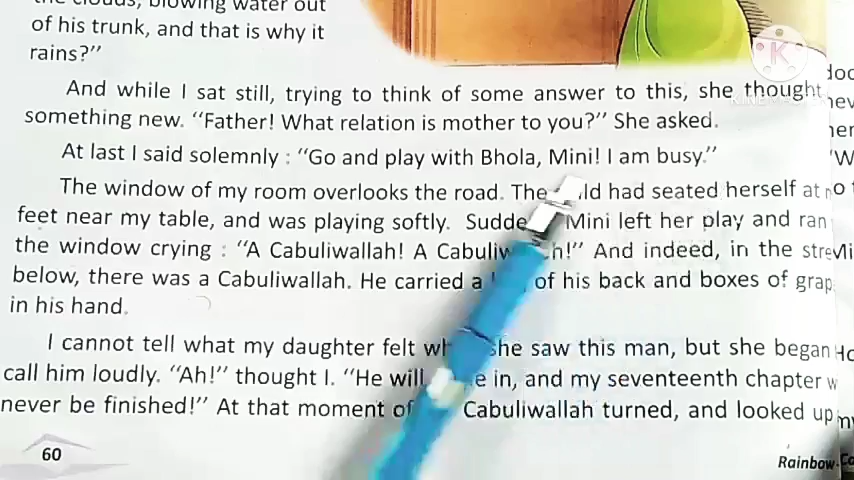 the clouds, blowing water out
of his trunk, and that is why it
rains?"
And while I sat still, trying to think of some answer to this, she thought
something new. "Father! What relation is mother to you?" She asked.
At last I said solemnly : "Go and play with Bhola, Mini! I am busy."
The window of my room overlooks the road. The had seated herself at
feet near my table, and was playing softly. Mini left her play and ran
the window crying : "A Cabuliwallah! A And indeed, in the
below, there was a Cabuliwallah. He carried a of his back and boxes of
in his hand.
I cannot tell what my daughter felt she saw this man, but she began
call him loudly. "Ah!" thought I. "He will in, and my seventeenth chapter
never be finished!" At that moment Cabuliwallah turned, and looked up
60
Rainbow
K